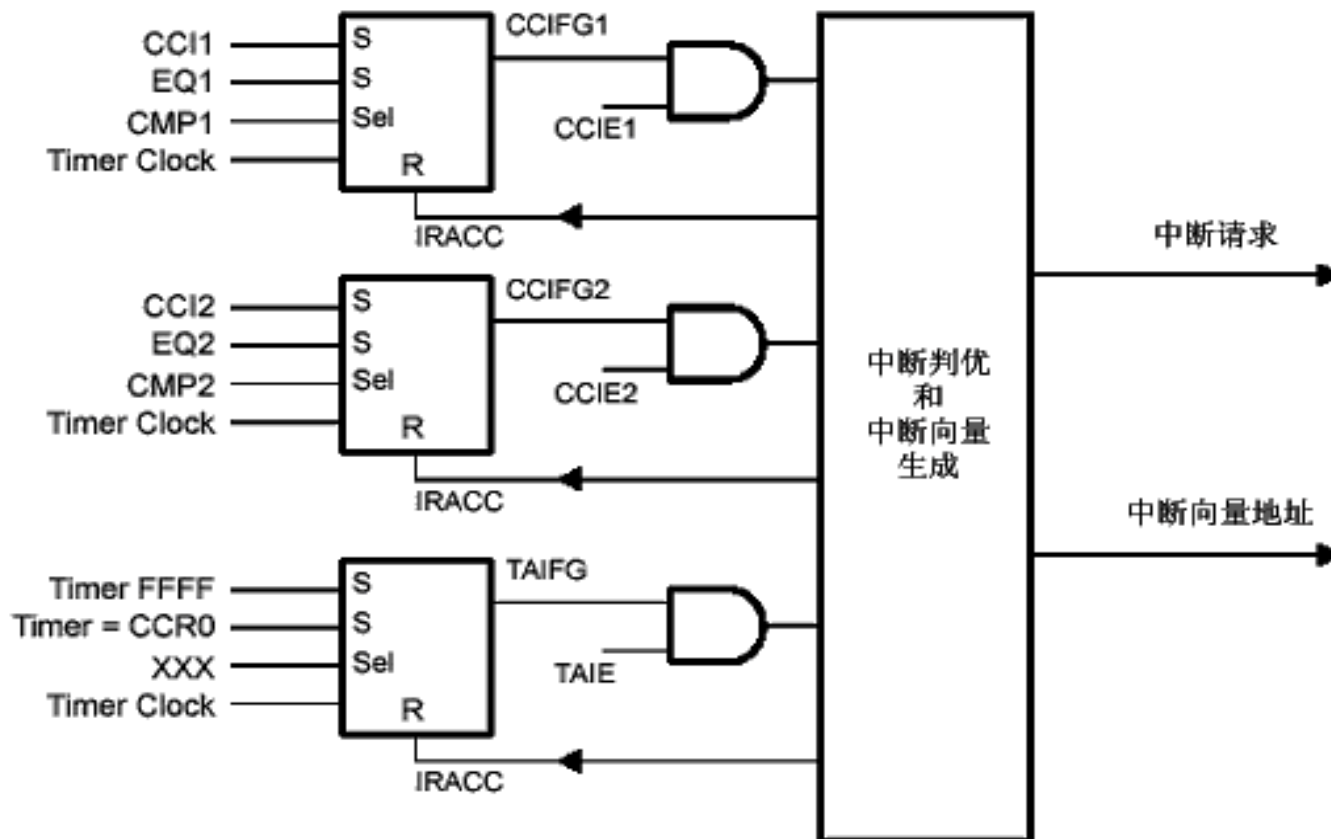 CCI1
EQ1
CMP1
Timer Clock
S
S
Sel
R
CCIFG1
CCIE1
IRACC
CCI2
EQ2
CMP2
Timer Clock
S
S
Sel
R
CCIFG2
CCIE2
IRACC
Timer FFFF
Timer = CCR0
XXX
Timer Clock
S
S
Sel
R
TAIFG
TAIE
IRACC
中断判优
和
中断向量
生成
中断请求
中断向量地址